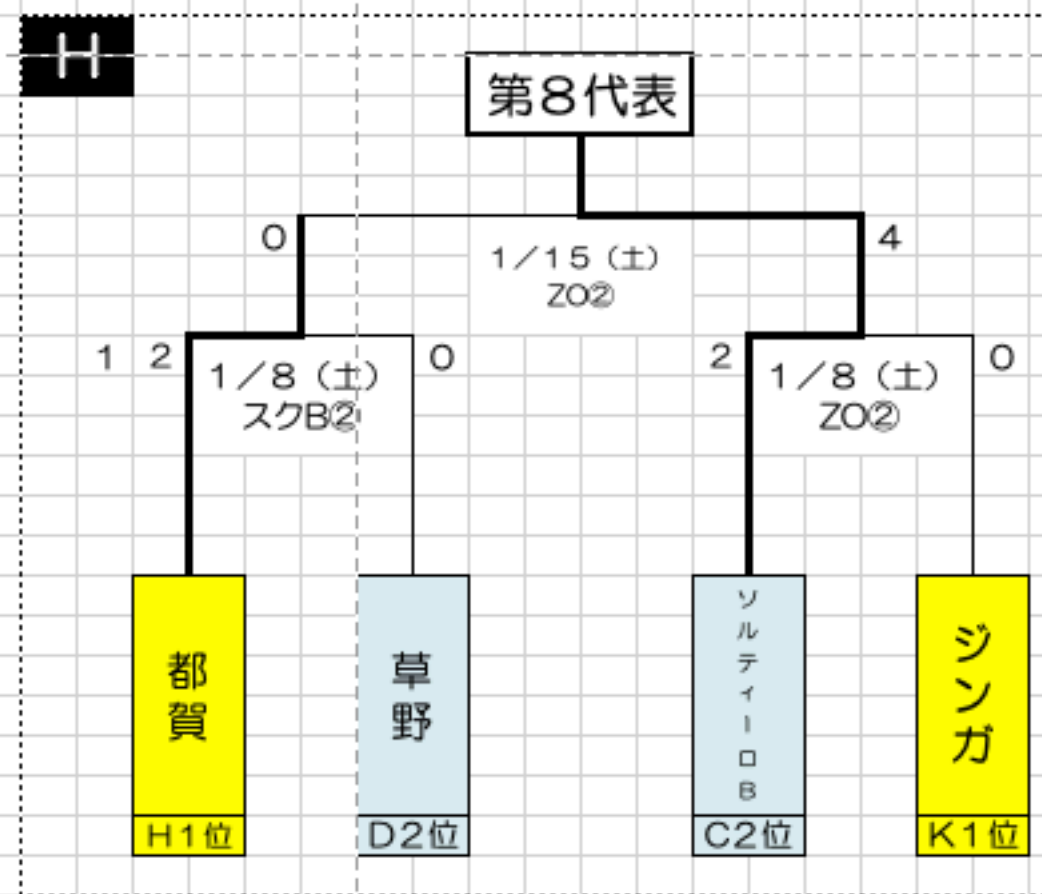 H
第８代表
0
4
１／１５（土）
ZO②
１ ２
0
2
0
１／８（土）
スクB②
１／８（土）
ZO②
都賀
草野
ソルティーロB
ジンガ
H１位
D２位
C２位
K１位